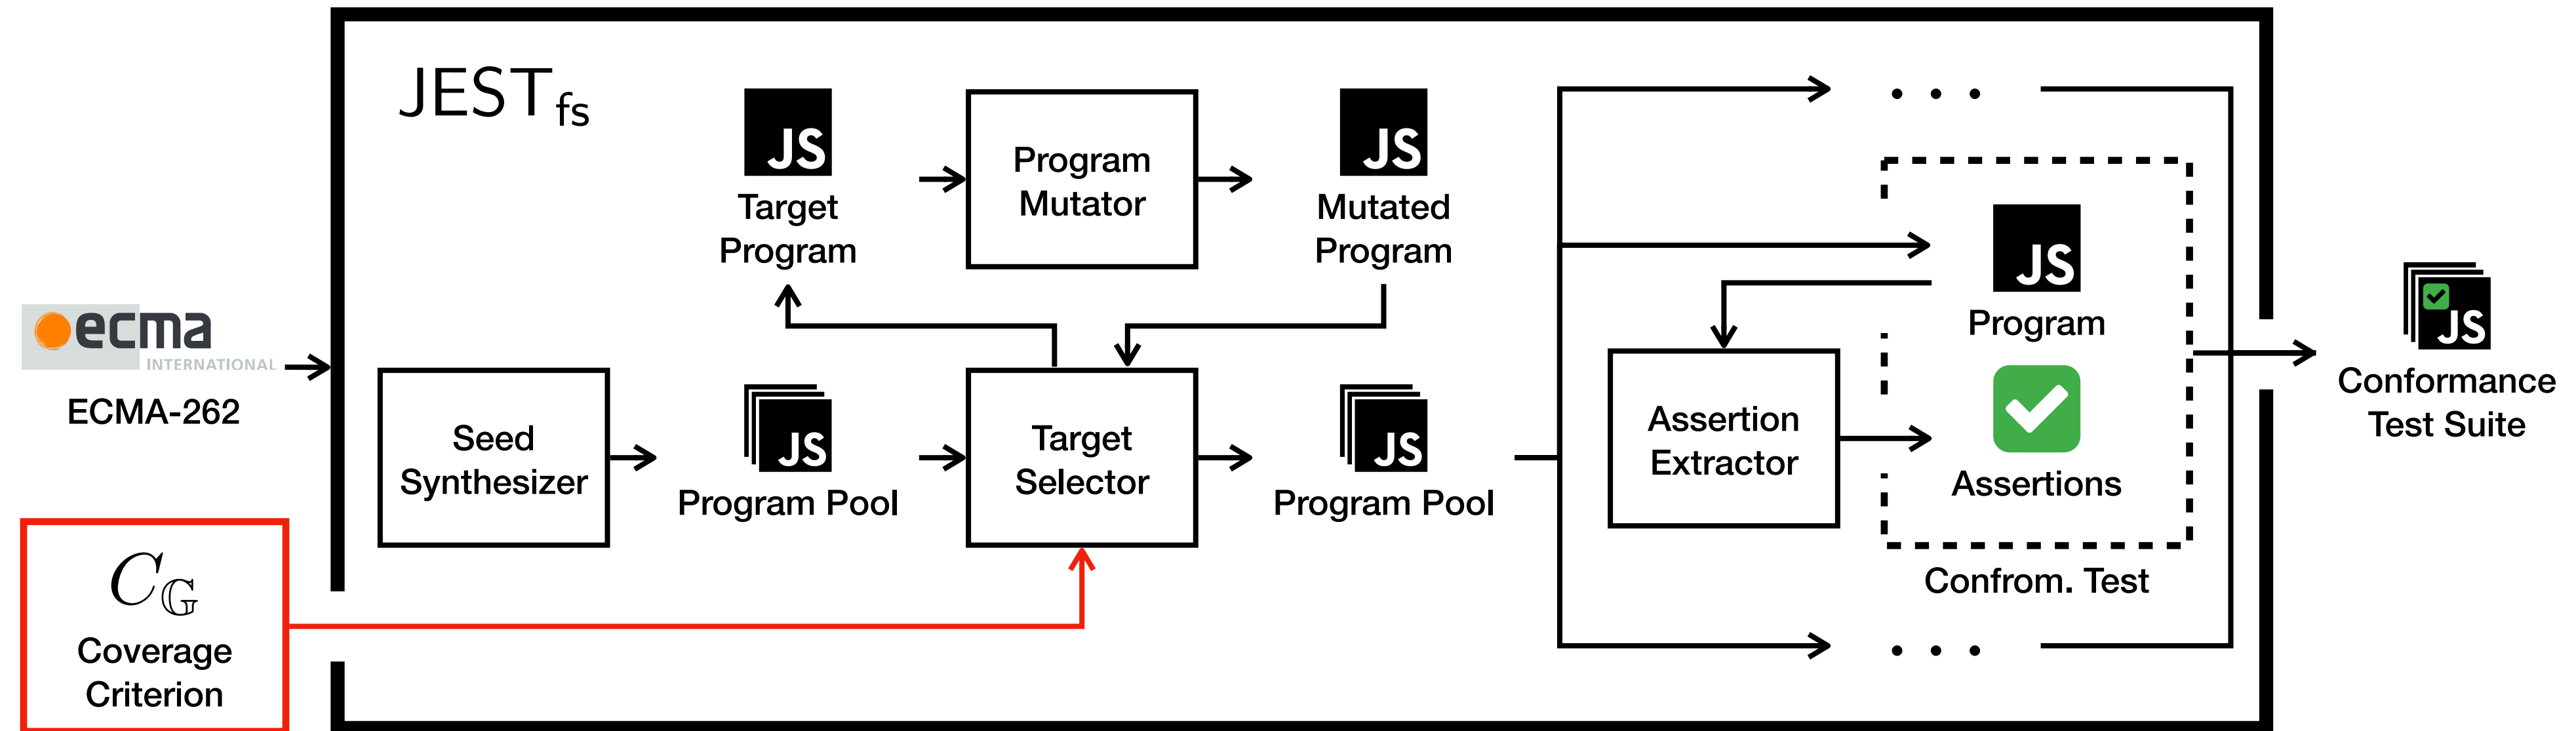 JESTfs
JS
Target
Program
Program
Mutator
JS
Mutated
Program
. . .
JS
Program
Assertions
Confrom. Test
. . .
ecma
INTERNATIONAL
ECMA-262
Seed
Synthesizer
JS
Program Pool
Target
Selector
JS
Program Pool
Assertion
Extractor
JS
Conformance
Test Suite
C𝔾
Coverage
Criterion